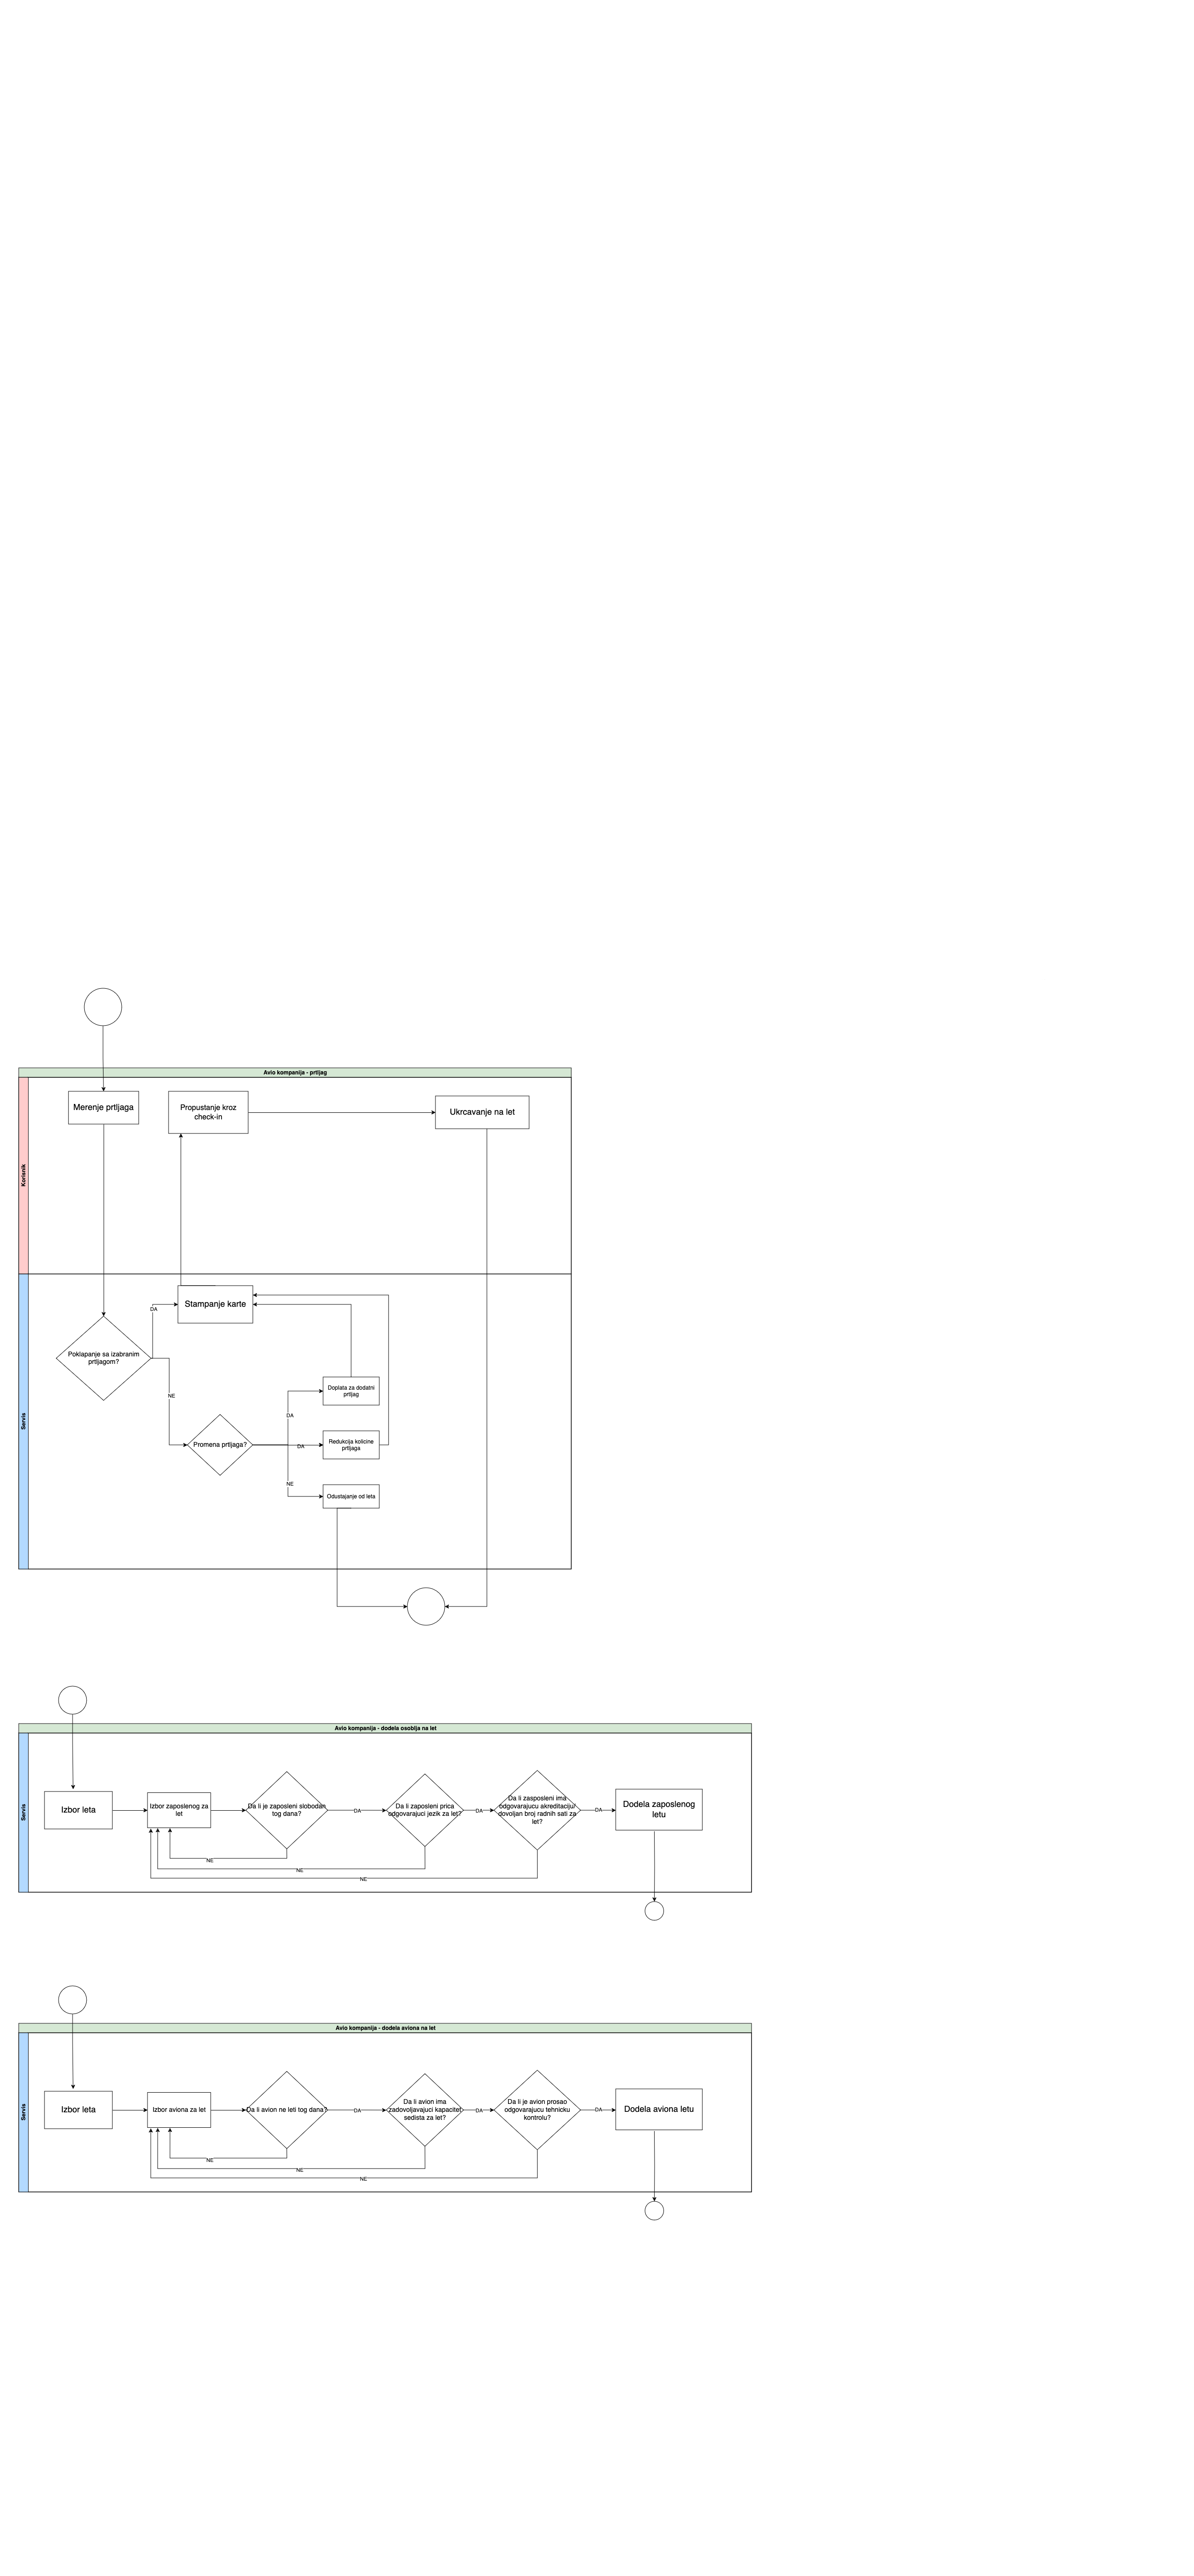 Avio kompanija - prtljag
Korisnik
Merenje prtljaga
Propustanje kroz
check-in
Ukrcavanje na let
Servis
Stampanje karte
DA
Poklapanje sa izabranim
prtljagom?
NE
Doplata za dodatni
prtljag
DA
Promena prtljaga?
DA
Redukcija kolicine
prtljaga
NE
Odustajanje od leta
Avio kompanija - dodela osoblja na let
Servis
Izbor leta
Izbor zaposlenog za
let
Da li je zaposleni slobodan
tog dana?
DA
Da li zaposleni prica
odgovarajuci jezik za let?
DA
Da li zasposleni ima
odgovarajucu akreditaciju/
dovoljan broj radnih sati za
let?
DA
Dodela zaposlenog
letu
NE
NE
NE
Avio kompanija - dodela aviona na let
Servis
Izbor leta
Izbor aviona za let
Da li avion ne leti tog dana?
DA
Da li avion ima
zadovoljavajuci kapacitet
sedista za let?
DA
Da li je avion prosao
odgovarajucu tehnicku
kontrolu?
DA
Dodela aviona letu
NE
NE
NE